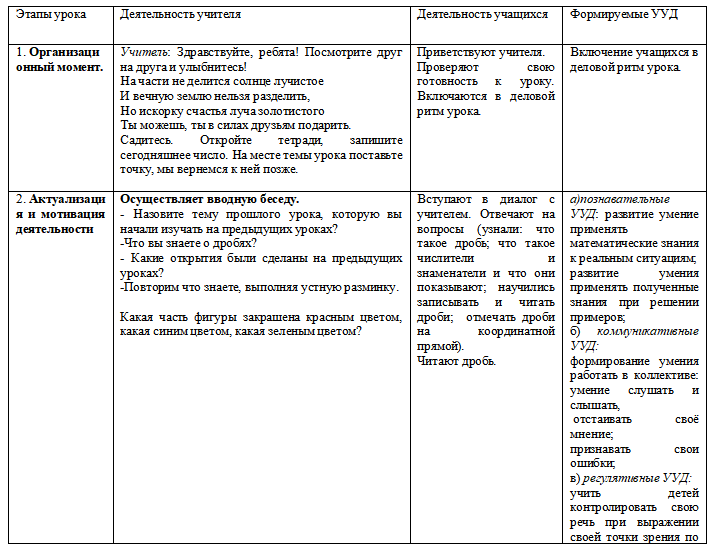 Этапы урока
Деятельность учителя
Деятельность учащихся
Формируемые УУД
1. Организаци
онный момент.
Учитель: Здравствуйте, ребята! Посмотрите друг
на друга и улыбнитесь!
На части не делится солнце лучистое
И вечную землю нельзя разделить,
Но искорку счастья луча золотистого
Ты можешь, ты в силах друзьям подарить.
Садитесь. Откройте тетради, запишите
сегодняшнее число. На месте темы урока поставьте
точку, мы вернемся к ней позже.
Приветствуют учителя.
Проверяют свою
готовность к уроку.
Включаются в деловой
ритм урока.
Включение учащихся в
деловой ритм урока.
2. Актуализаци
я и мотивация
деятельности
Осуществляет вводную беседу.
- Назовите тему прошлого урока, которую вы
начали изучать на предыдущих уроках?
-Что вы знаете о дробях?
- Какие открытия были сделаны на предыдущих
уроках?
-Повторим что знаете, выполняя устную разминку.
Какая часть фигуры закрашена красным цветом,
какая синим цветом, какая зеленым цветом?
Вступают в диалог с
учителем. Отвечают на
вопросы (узнали: что
такое дробь; что такое
числители и
знаменатели и что они
показывают; научились
записывать и читать
дроби; отмечать дроби
на координатной
прямой).
Читают дробь.
а)познавательные
УУД: развитие умение
применять
математические знания
к реальным ситуациям;
развитие умения
применять полученные
знания при решении
примеров;
б) коммуникативные
УУД:
формирование умения
работать в коллективе:
умение слушать и
слышать,
отстаивать своё
мнение;
признавать свои
ошибки;
в) регулятивные УУД:
учить детей
контролировать свою
речь при выражении
своей точки зрения по